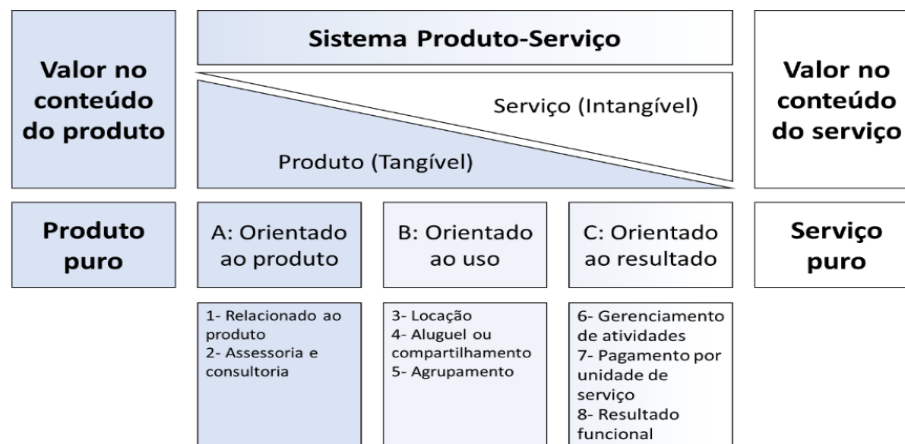 Valor no
conteúdo
do produto
Sistema Produto-Serviço
Serviço (Intangível)
Produto (Tangível)
Valor no
conteúdo
do serviço
Produto
puro
A: Orientado
ao produto
B: Orientado
ao uso
C: Orientado
ao resultado
Serviço
puro
1- Relacionado ao
produto
2- Assessoria e
consultoria
3- Locação
4- Aluguel ou
compartilhamento
5- Agrupamento
6- Gerenciamento
de atividades
7- Pagamento por
unidade de
serviço
8- Resultado
funcional